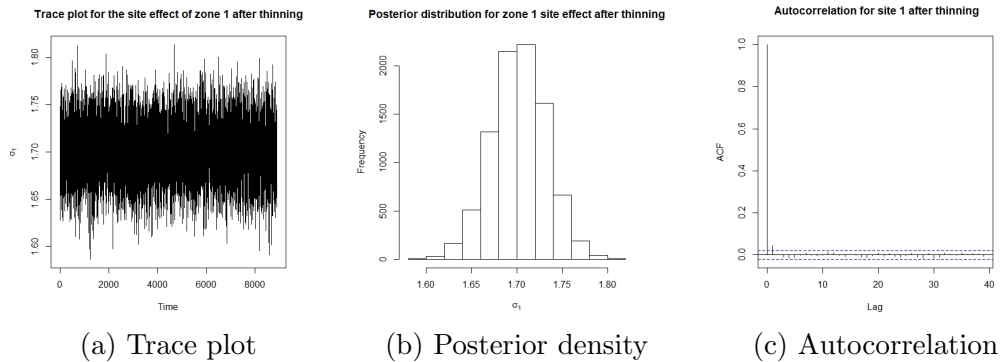 Trace plot for the site effect of zone 1 after thinning
σ1
1.80
1.75
1.70
1.65
1.60
0 2000 4000 6000 8000
Time
(a) Trace plot
Posterior distribution for zone 1 site effect after thinning
Frequency
2000
1500
1000
500
0
1.60 1.65 1.70 1.75 1.80
σ1
(b) Posterior density
Autocorrelation for site 1 after thinning
ACF
1.0
0.8
0.6
0.4
0.2
0.0
0 10 20 30 40
Lag
(c) Autocorrelation